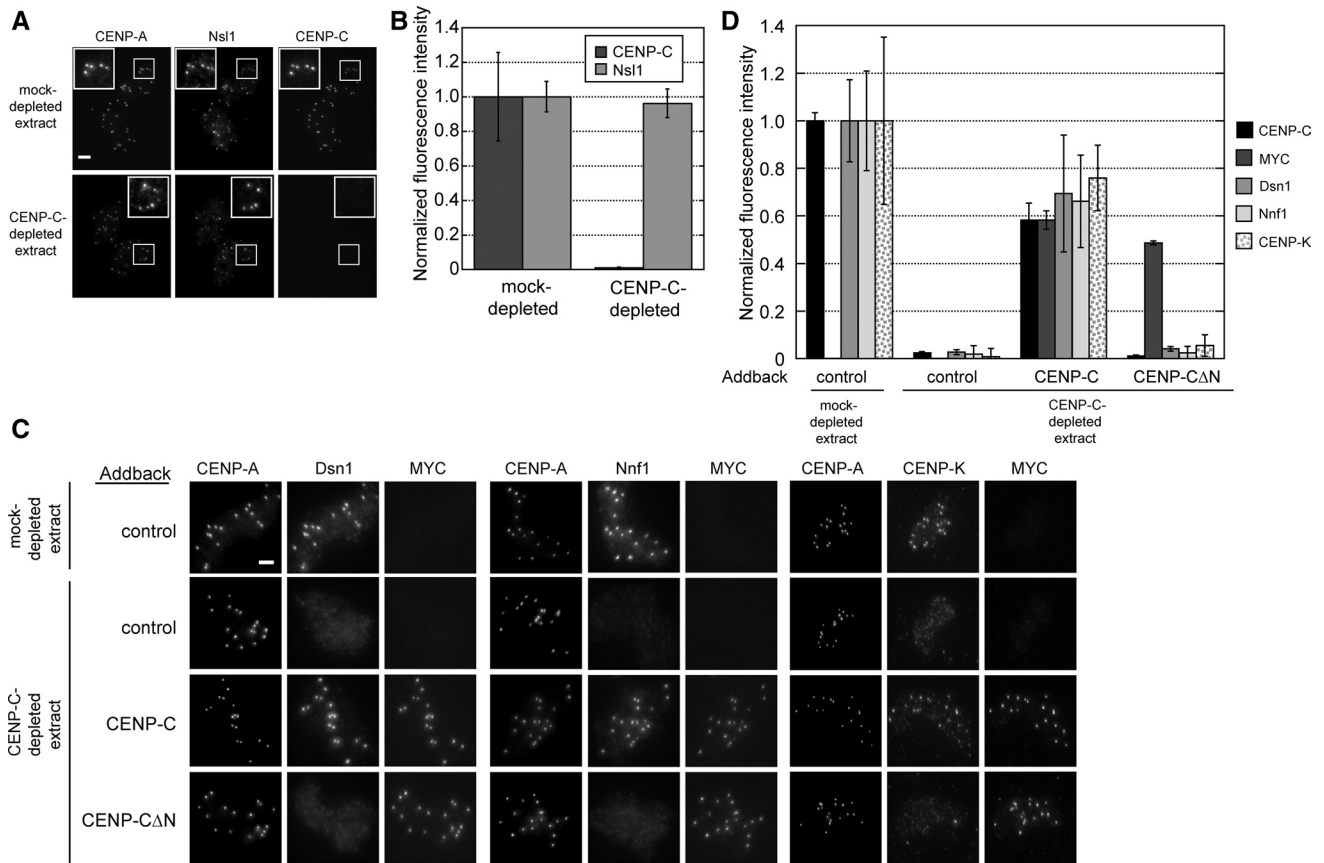 A
CENP-A Nsl1 CENP-C
mock-
depleted
extract
CENP-C-
depleted
extract
B
Normalized fluorescence intensity
1.4
1.2
1.0
0.8
0.6
0.4
0.2
0
CENP-C
Nsl1
mock-
depleted
CENP-C-
depleted
D
Normalized fluorescence intensity
1.4
1.2
1.0
0.8
0.6
0.4
0.2
0
CENP-C
MYC
Dsn1
Nnf1
CENP-K
Addback control control CENP-C CENP-CΔN
mock-
depleted
extract
CENP-C-
depleted
extract
C
Addback CENP-A Dsn1 MYC CENP-A Nnf1 MYC CENP-A CENP-K MYC
mock-
depleted
extract
control
CENP-C-
depleted
extract
control
CENP-C
CENP-CΔN